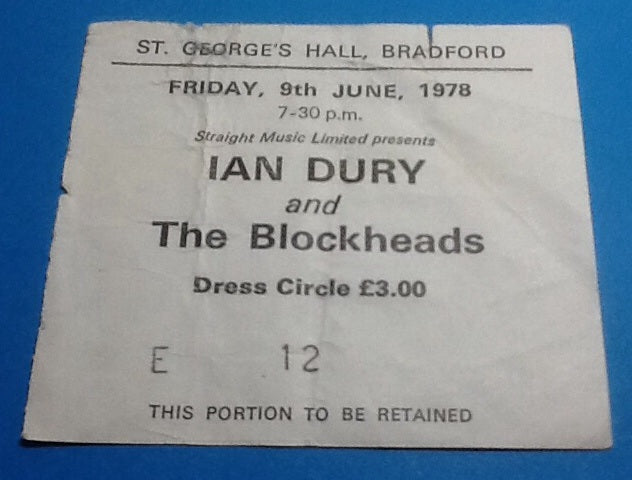 ST. GEORGE'S HALL, BRADFORD
FRIDAY, 9th JUNE, 1978
7-30 p.m.
Straight Music Limited presents
IAN DURY
and
The Blockheads
Dress Circle £3.00
E 12
THIS PORTION TO BE RETAINED